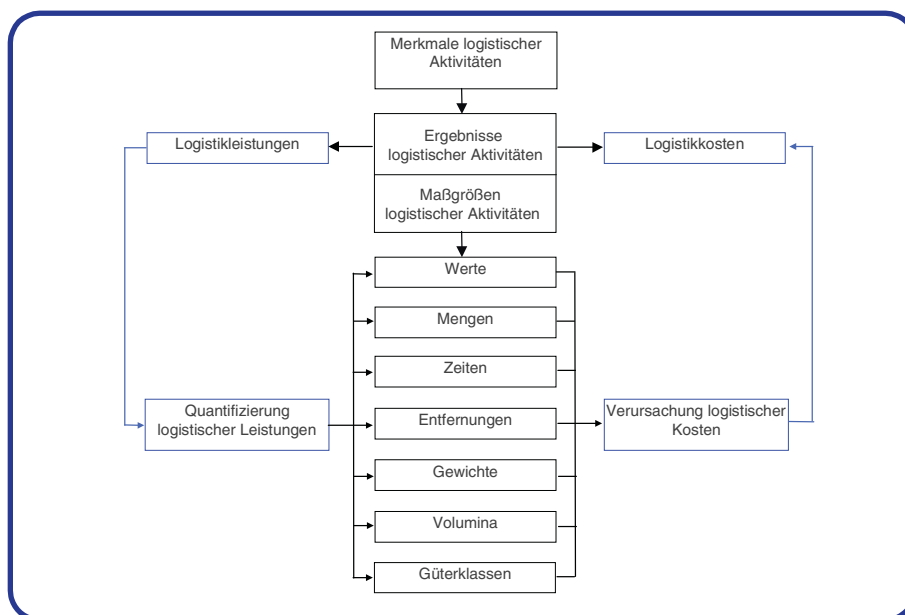 Merkmale logistischer
Aktivitäten
Logistikleistungen
Ergebnisse
logistischer Aktivitäten
Logistikkosten
Maßgrößen
logistischer Aktivitäten
Werte
Mengen
Zeiten
Quantifizierung
logistischer Leistungen
Entfernungen
Verursachung logistischer
Kosten
Gewichte
Volumina
Güterklassen